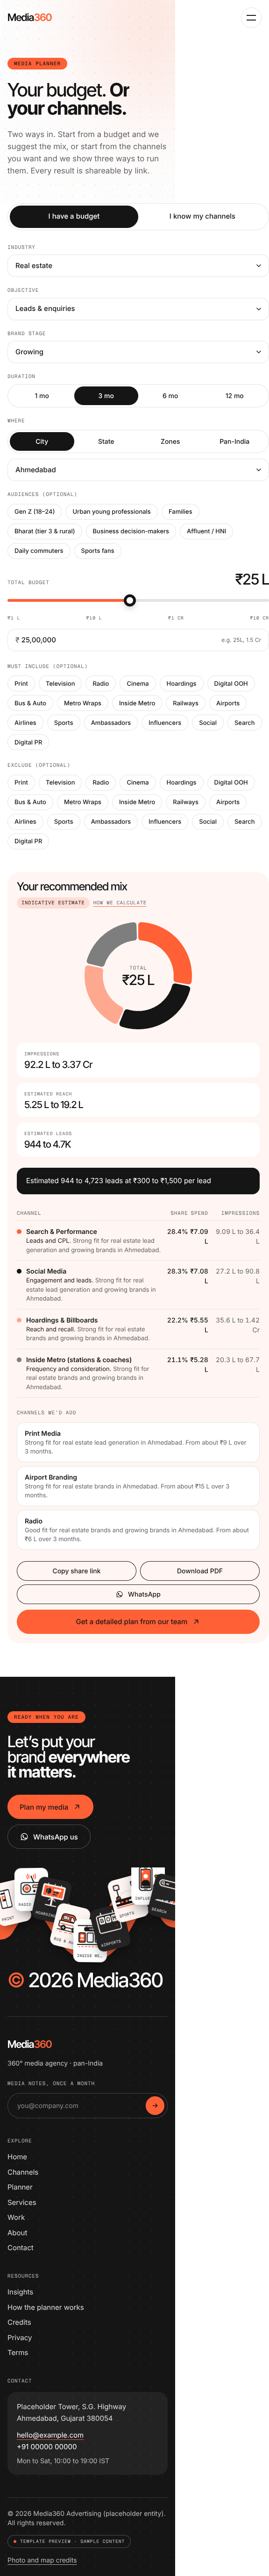 Media360
MEDIA PLANNER
Your budget. Or
your channels.
Two ways in. Start from a budget and we
suggest the mix, or start from the channels
you want and we show three ways to run
them. Every result is shareable by link.
I have a budget
I know my channels
INDUSTRY
Real estate
OBJECTIVE
Leads & enquiries
BRAND STAGE
Growing
DURATION
1 mo 3 mo 6 mo 12 mo
WHERE
City State Zones Pan-India
Ahmedabad
AUDIENCES (OPTIONAL)
Gen Z (18–24) Urban young professionals Families
Bharat (tier 3 & rural) Business decision-makers Affluent / HNI
Daily commuters Sports fans
TOTAL BUDGET ₹25 L
₹1 L ₹10 L ₹1 CR ₹10 CR
₹ 25,00,000 e.g. 25L, 1.5 Cr
MUST INCLUDE (OPTIONAL)
Print Television Radio Cinema Hoardings Digital OOH
Bus & Auto Metro Wraps Inside Metro Railways Airports
Airlines Sports Ambassadors Influencers Social Search
Digital PR
EXCLUDE (OPTIONAL)
Print Television Radio Cinema Hoardings Digital OOH
Bus & Auto Metro Wraps Inside Metro Railways Airports
Airlines Sports Ambassadors Influencers Social Search
Digital PR
Your recommended mix
INDICATIVE ESTIMATE HOW WE CALCULATE
TOTAL
₹25 L
IMPRESSIONS
92.2 L to 3.37 Cr
ESTIMATED REACH
5.25 L to 19.2 L
ESTIMATED LEADS
944 to 4.7K
Estimated 944 to 4,723 leads at ₹300 to ₹1,500 per lead
CHANNEL SHARE SPEND IMPRESSIONS
Search & Performance 28.4% ₹7.09 L 9.09 L to 36.4 L
Leads and CPL. Strong fit for real estate lead
generation and growing brands in Ahmedabad.
Social Media 28.3% ₹7.08 L 27.2 L to 90.8 L
Engagement and leads. Strong fit for real
estate lead generation and growing brands in
Ahmedabad.
Hoardings & Billboards 22.2% ₹5.55 L 35.6 L to 1.42 Cr
Reach and recall. Strong fit for real estate
brands and growing brands in Ahmedabad.
Inside Metro (stations & coaches) 21.1% ₹5.28 L 20.3 L to 67.7 L
Frequency and consideration. Strong fit for
real estate brands and growing brands in
Ahmedabad.
CHANNELS WE'D ADD
Print Media
Strong fit for real estate lead generation in Ahmedabad. From about ₹9 L over
3 months.
Airport Branding
Strong fit for real estate brands in Ahmedabad. From about ₹15 L over 3
months.
Radio
Good fit for real estate brands and growing brands in Ahmedabad. From about
₹6 L over 3 months.
Copy share link
Download PDF
WhatsApp
Get a detailed plan from our team
READY WHEN YOU ARE
Let's put your
brand everywhere
it matters.
Plan my media
WhatsApp us
PRINT
RADIO
BUS & AU
INSIDE ME…
AIRPORTS
SPORTS
INFLUE
SEARCH
© 2026 Media360
Media360
360° media agency · pan-India
MEDIA NOTES, ONCE A MONTH
you@company.com
EXPLORE
Home
Channels
Planner
Services
Work
About
Contact
RESOURCES
Insights
How the planner works
Credits
Privacy
Terms
CONTACT
Placeholder Tower, S.G. Highway
Ahmedabad, Gujarat 380054
hello@example.com
+91 00000 00000
Mon to Sat, 10:00 to 19:00 IST
© 2026 Media360 Advertising (placeholder entity).
All rights reserved.
TEMPLATE PREVIEW · SAMPLE CONTENT
Photo and map credits